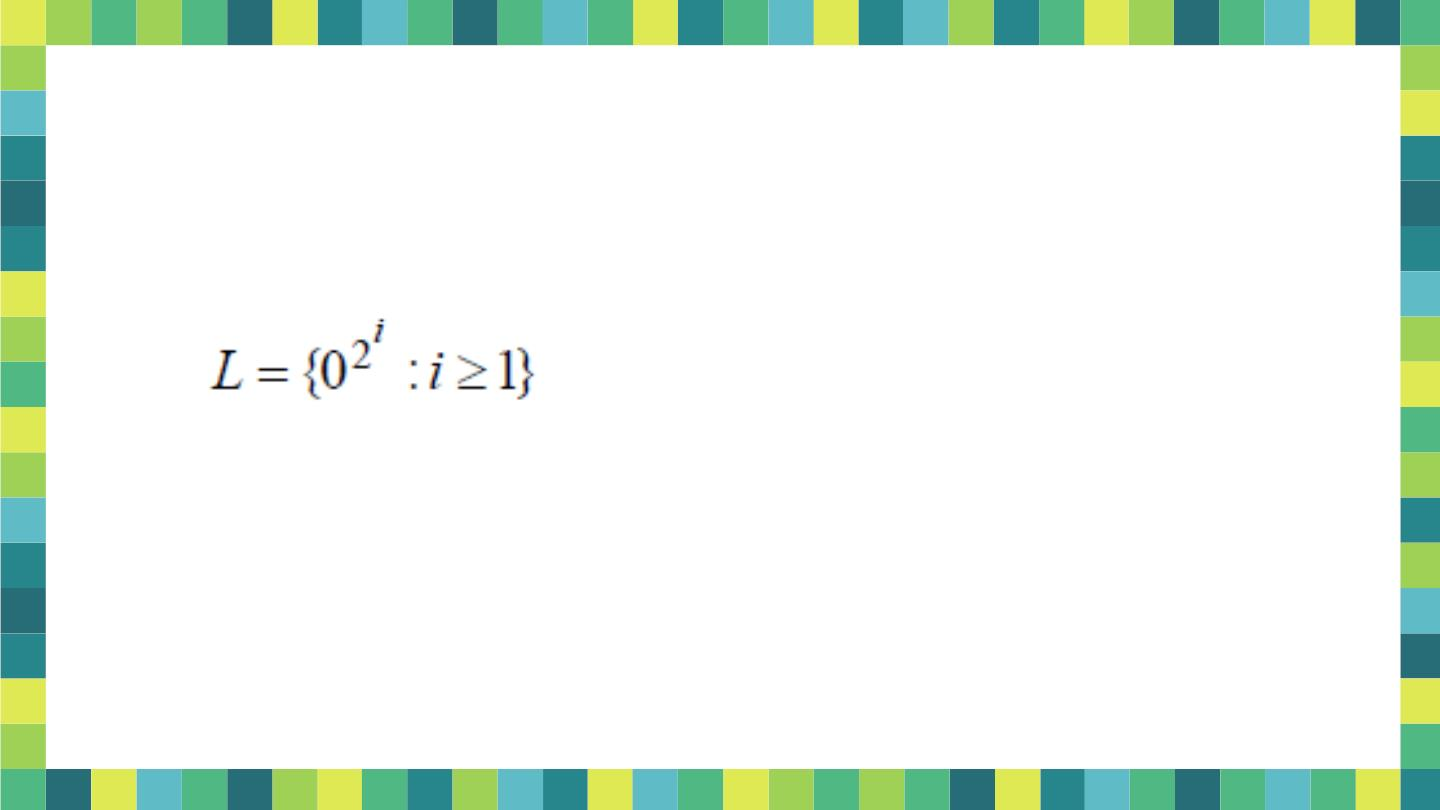 L = {0^{2^i} : i ≥ 1}